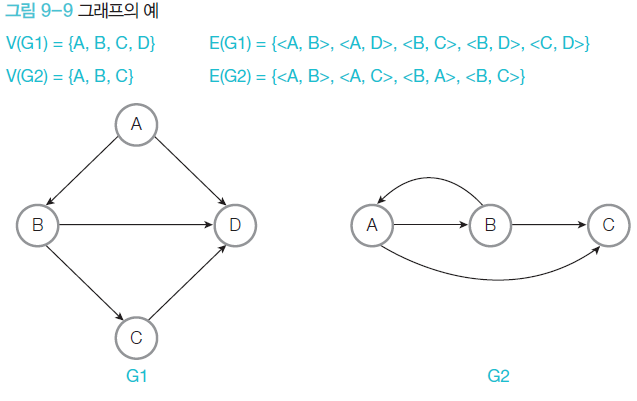 그림 9-9 그래프의 예
V(G1) = {A, B, C, D} E(G1) = {<A, B>, <A, D>, <B, C>, <B, D>, <C, D>}
V(G2) = {A, B, C} E(G2) = {<A, B>, <A, C>, <B, A>, <B, C>}
A
B D A B C
C
G1 G2